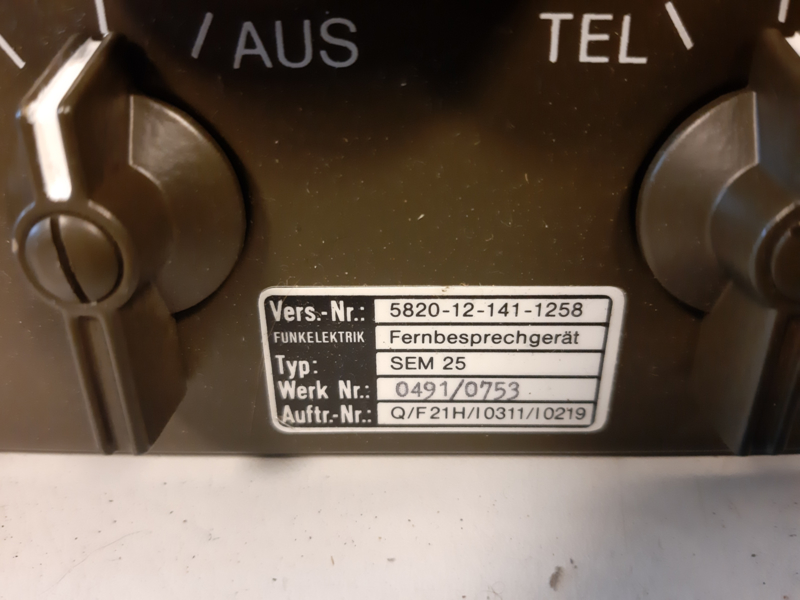 AUS
TEL
Vers.-Nr.: 5820-12-141-1258
FUNKELEKTRIK Fernbesprechgerät
Typ: SEM 25
Werk Nr.: 0491/0753
Auftr.-Nr.: Q/F21H/I0311/I0219